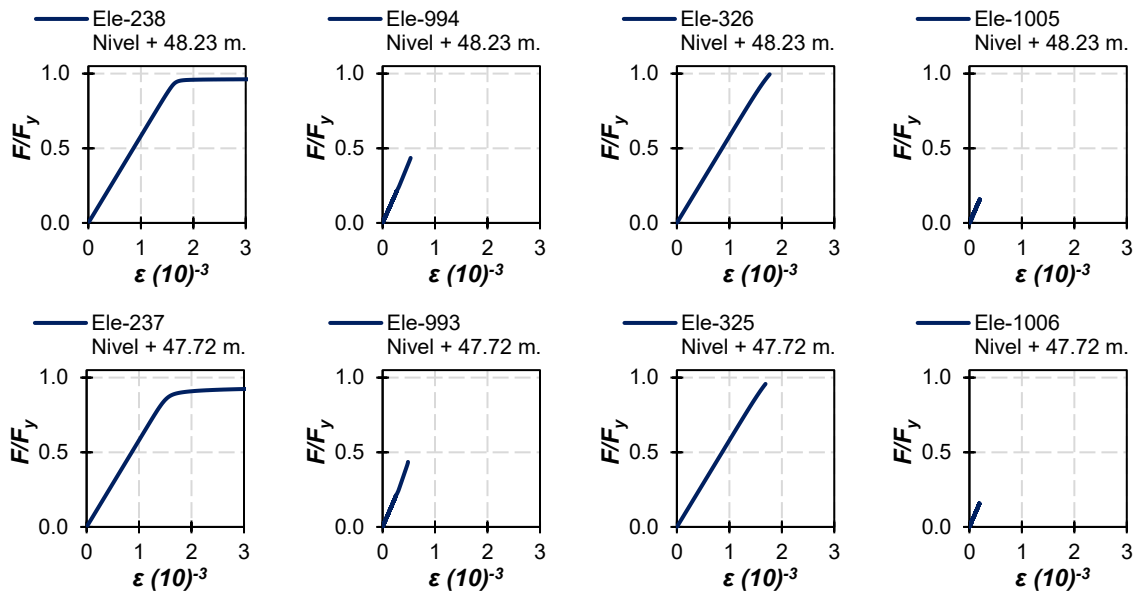 Ele-238
Nivel + 48.23 m.
Ele-994
Nivel + 48.23 m.
Ele-326
Nivel + 48.23 m.
Ele-1005
Nivel + 48.23 m.
1.0
0.5
0.0
F/Fy
0 1 2 3
ε (10)-3
1.0
0.5
0.0
F/Fy
0 1 2 3
ε (10)-3
1.0
0.5
0.0
F/Fy
0 1 2 3
ε (10)-3
1.0
0.5
0.0
F/Fy
0 1 2 3
ε (10)-3
Ele-237
Nivel + 47.72 m.
Ele-993
Nivel + 47.72 m.
Ele-325
Nivel + 47.72 m.
Ele-1006
Nivel + 47.72 m.
1.0
0.5
0.0
F/Fy
0 1 2 3
ε (10)-3
1.0
0.5
0.0
F/Fy
0 1 2 3
ε (10)-3
1.0
0.5
0.0
F/Fy
0 1 2 3
ε (10)-3
1.0
0.5
0.0
F/Fy
0 1 2 3
ε (10)-3